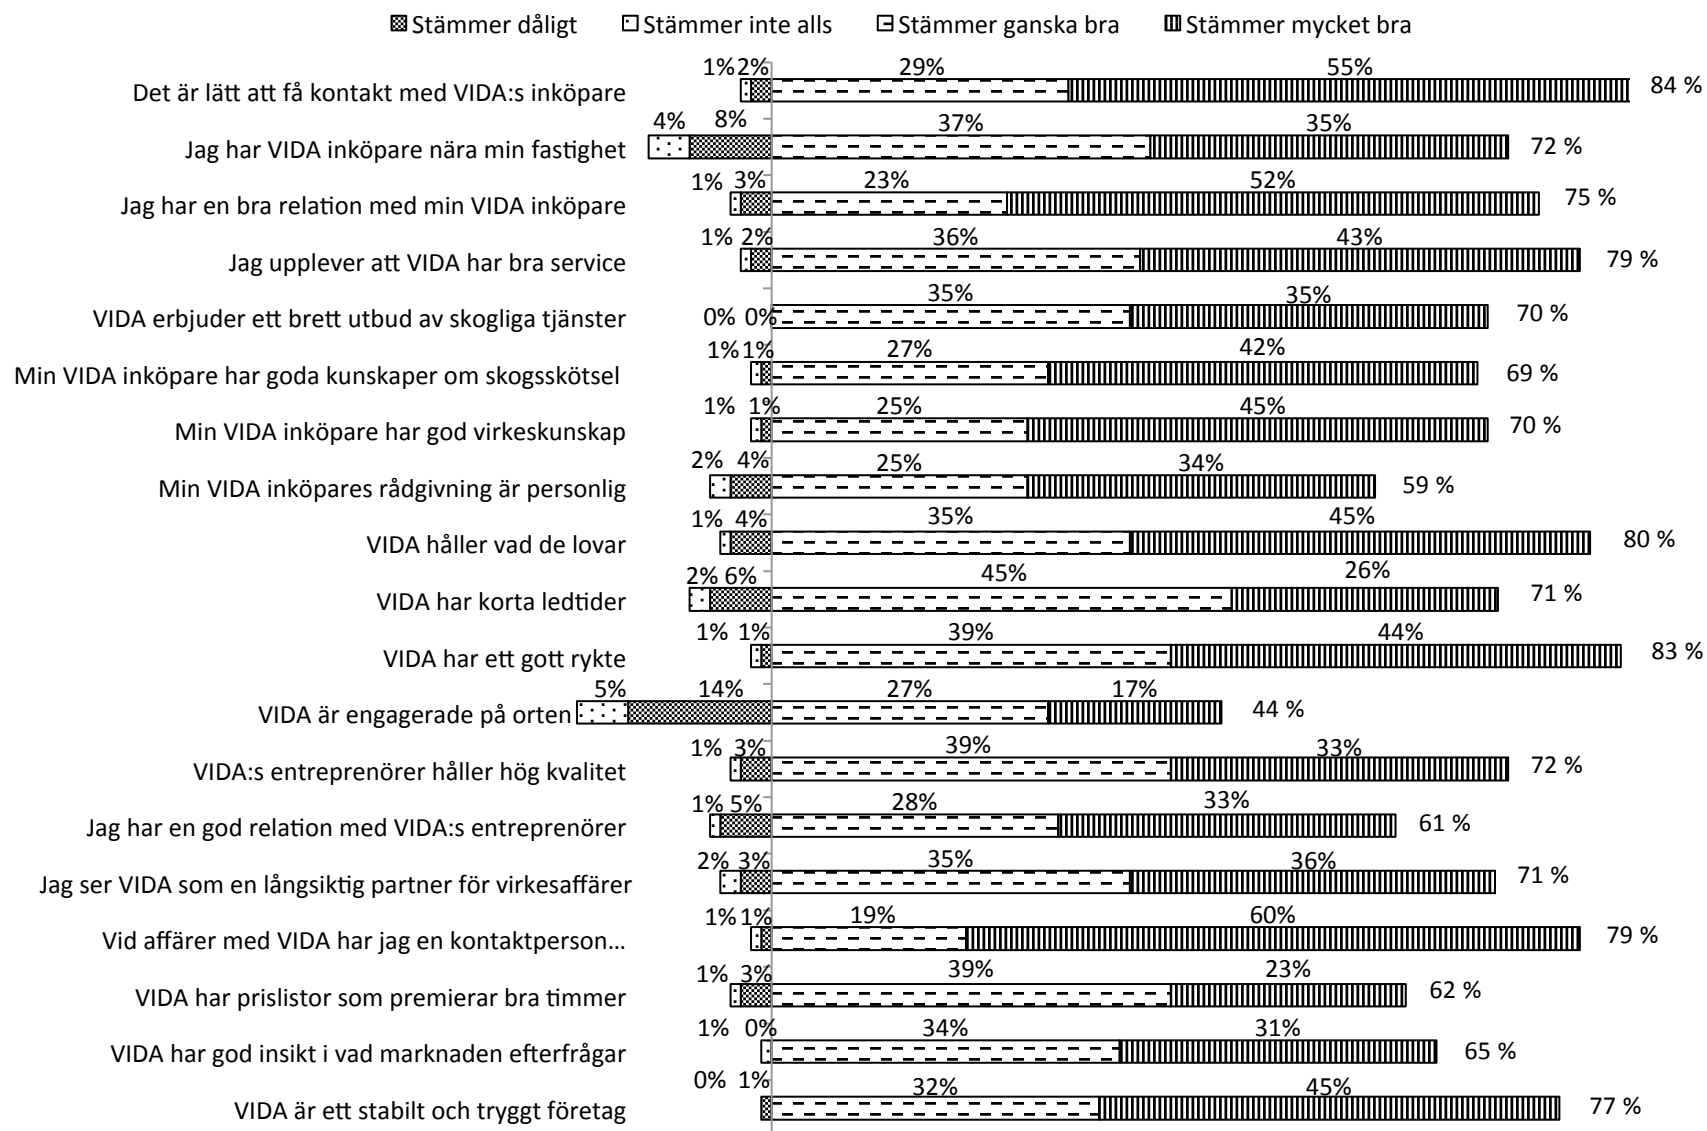 Stämmer dåligt Stämmer inte alls Stämmer ganska bra Stämmer mycket bra
1% 2% 29% 55%
Det är lätt att få kontakt med VIDA:s inköpare 84 %
4% 8% 37% 35%
Jag har VIDA inköpare nära min fastighet 72 %
1% 3% 23% 52%
Jag har en bra relation med min VIDA inköpare 75 %
1% 2% 36% 43%
Jag upplever att VIDA har bra service 79 %
35% 35%
VIDA erbjuder ett brett utbud av skogliga tjänster 0% 0% 70 %
1% 1% 27% 42%
Min VIDA inköpare har goda kunskaper om skogsskötsel 69 %
1% 1% 25% 45%
Min VIDA inköpare har god virkeskunskap 70 %
2% 4% 25% 34%
Min VIDA inköpares rådgivning är personlig 59 %
1% 4% 35% 45%
VIDA håller vad de lovar 80 %
2% 6% 45% 26%
VIDA har korta ledtider 71 %
1% 1% 39% 44%
VIDA har ett gott rykte 83 %
5% 14% 27% 17%
VIDA är engagerade på orten 44 %
1% 3% 39% 33%
VIDA:s entreprenörer håller hög kvalitet 72 %
1% 5% 28% 33%
Jag har en god relation med VIDA:s entreprenörer 61 %
2% 3% 35% 36%
Jag ser VIDA som en långsiktig partner för virkesaffärer 71 %
1% 1% 19% 60%
Vid affärer med VIDA har jag en kontaktperson… 79 %
1% 3% 39% 23%
VIDA har prislistor som premierar bra timmer 62 %
1% 0% 34% 31%
VIDA har god insikt i vad marknaden efterfrågar 65 %
0% 1% 32% 45%
VIDA är ett stabilt och tryggt företag 77 %